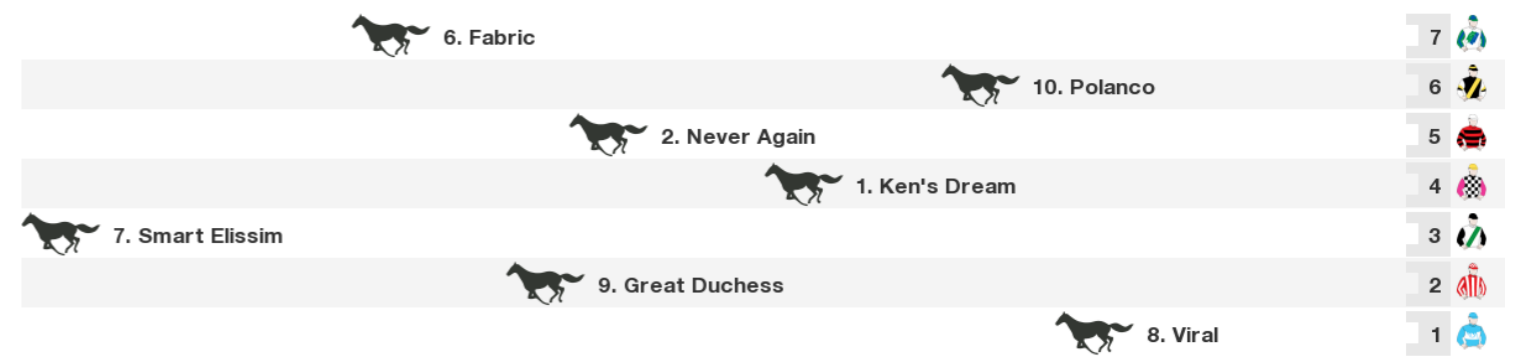 6. Fabric 7
10. Polanco 6
2. Never Again 5
1. Ken's Dream 4
7. Smart Elissim 3
9. Great Duchess 2
8. Viral 1